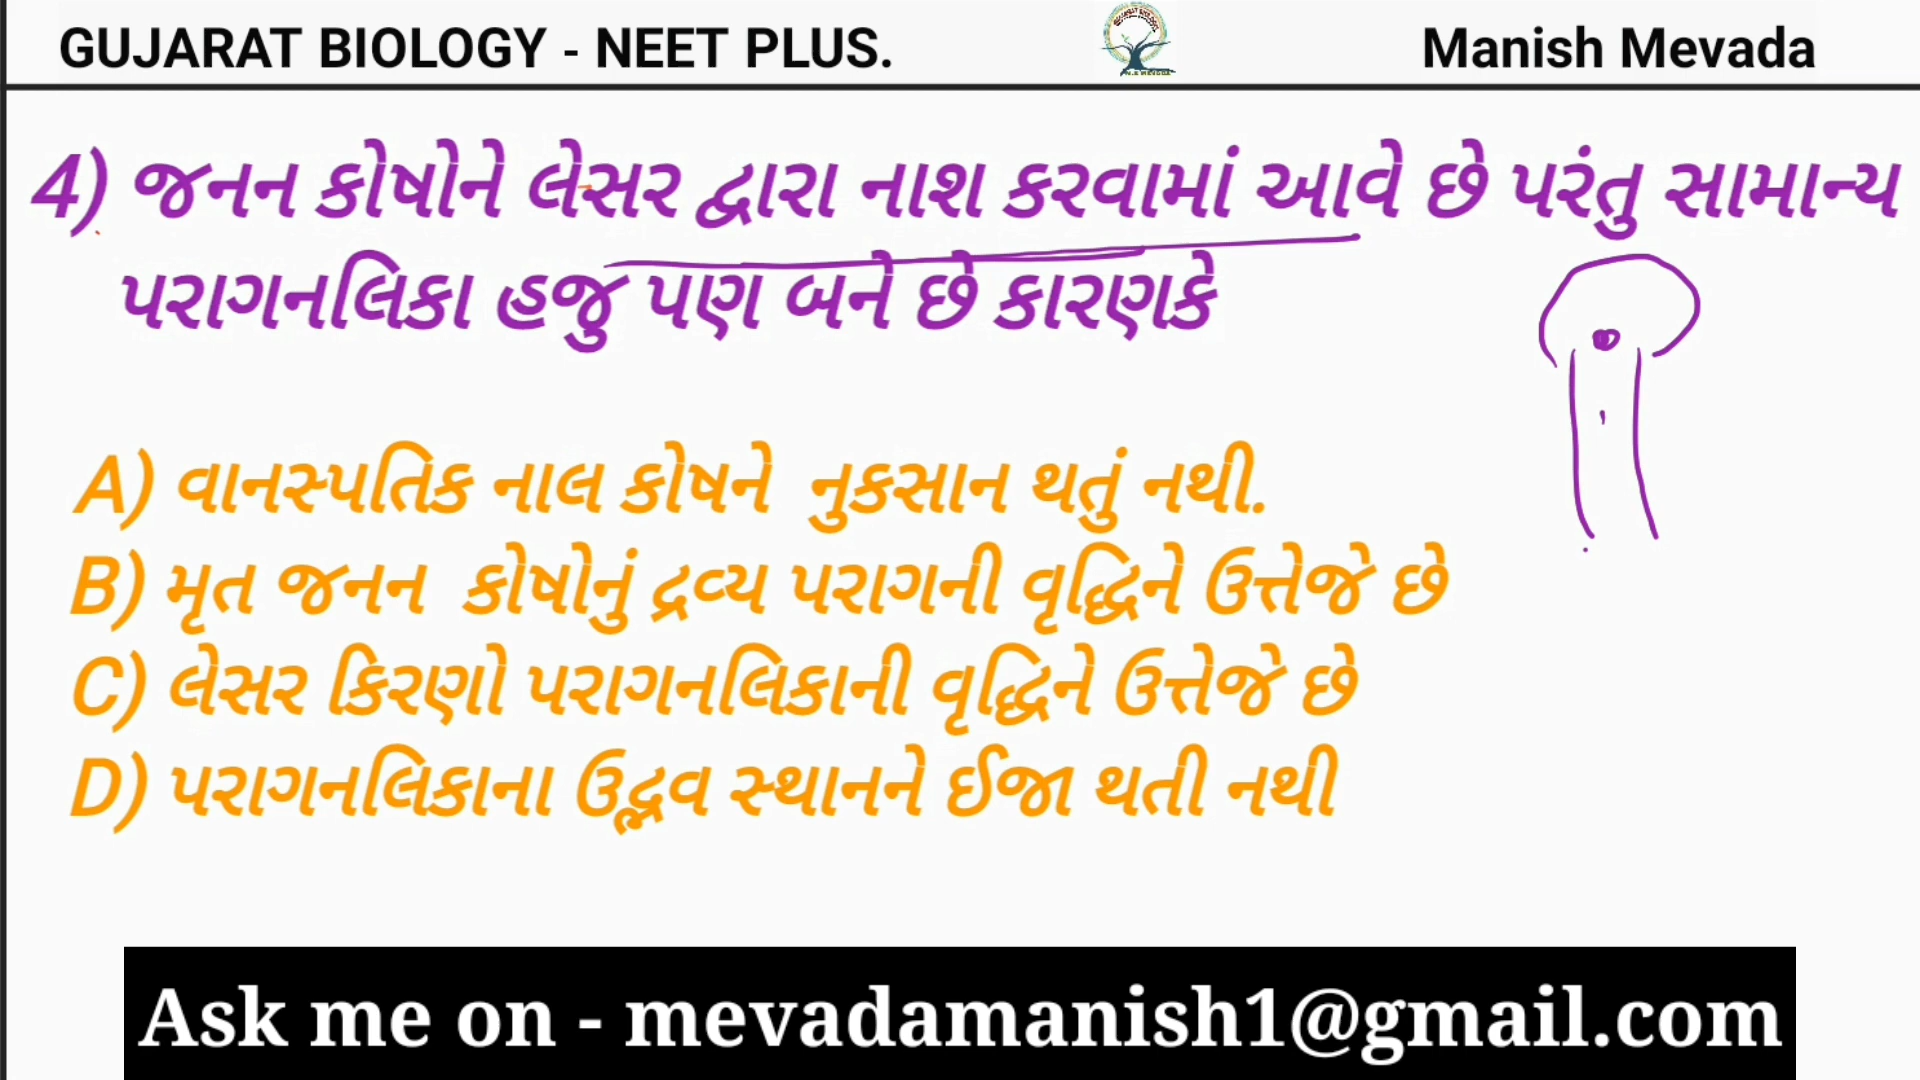 GUJARAT BIOLOGY - NEET PLUS.
Manish Mevada
4) જનન કોષોને લેસર દ્વારા નાશ કરવામાં આવે છે પરંતુ સામાન્ય
પરાગનલિકા હજુ પણ બને છે કારણકે
A) વાનસ્પતિક નાલ કોષને નુકસાન થતું નથી.
B) મૃત જનન કોષોનું દ્રવ્ય પરાગની વૃદ્ધિને ઉત્તેજે છે
C) લેસર કિરણો પરાગનલિકાની વૃદ્ધિને ઉત્તેજે છે
D) પરાગનલિકાના ઉદ્ભવ સ્થાનને ઈજા થતી નથી
Ask me on - mevadamanish1@gmail.com